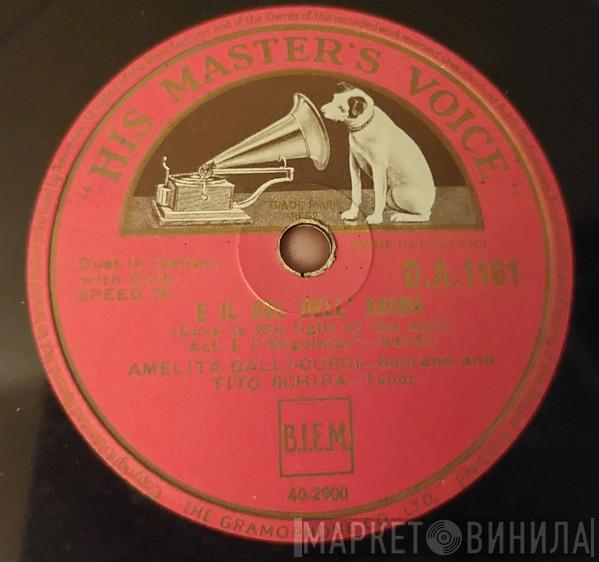 "HIS MASTER'S VOICE"
TRADE MARK
REG?
MADE IN ENGLAND
Duet in Italian,
with Orch.
SPEED 78
D.A.1161
E IL SOL DELL' ANIMA
(Love is the light of the soul)
Act I ("Rigoletto"—Verdi)
AMELITA GALLI-CURCI—Soprano and
TITO SCHIPA—Tenor
B.I.E.M.
40-2900
THE GRAMOPHONE CO., LTD.
МАРКЕТ ВИНИЛА